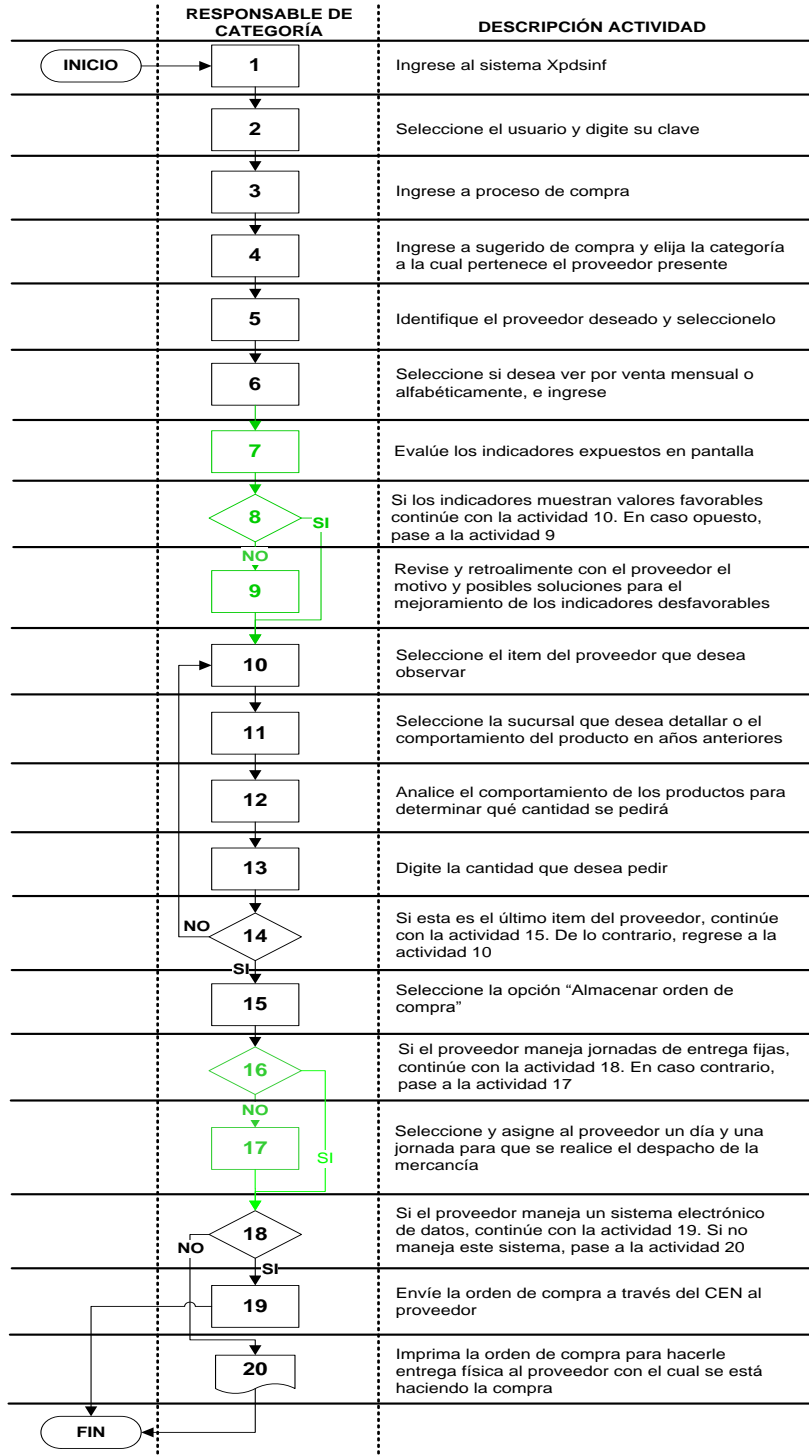 RESPONSABLE DE
CATEGORÍA
DESCRIPCIÓN ACTIVIDAD
INICIO
1
Ingrese al sistema Xpdsinf
2
Seleccione el usuario y digite su clave
3
Ingrese a proceso de compra
4
Ingrese a sugerido de compra y elija la categoría
a la cual pertenece el proveedor presente
5
Identifique el proveedor deseado y seleccionelo
6
Seleccione si desea ver por venta mensual o
alfabéticamente, e ingrese
7
Evalúe los indicadores expuestos en pantalla
8
SI
NO
Si los indicadores muestran valores favorables
continúe con la actividad 10. En caso opuesto,
pase a la actividad 9
9
Revise y retroalimente con el proveedor el
motivo y posibles soluciones para el
mejoramiento de los indicadores desfavorables
10
Seleccione el item del proveedor que desea
observar
11
Seleccione la sucursal que desea detallar o el
comportamiento del producto en años anteriores
12
Analice el comportamiento de los productos para
determinar qué cantidad se pedirá
13
Digite la cantidad que desea pedir
NO
14
SI
Si esta es el último item del proveedor, continúe
con la actividad 15. De lo contrario, regrese a la
actividad 10
15
Seleccione la opción “Almacenar orden de
compra”
16
NO
Si el proveedor maneja jornadas de entrega fijas,
continúe con la actividad 18. En caso contrario,
pase a la actividad 17
17
SI
Seleccione y asigne al proveedor un día y una
jornada para que se realice el despacho de la
mercancía
18
NO
SI
Si el proveedor maneja un sistema electrónico
de datos, continúe con la actividad 19. Si no
maneja este sistema, pase a la actividad 20
19
Envíe la orden de compra a través del CEN al
proveedor
20
Imprima la orden de compra para hacerle
entrega física al proveedor con el cual se está
haciendo la compra
FIN